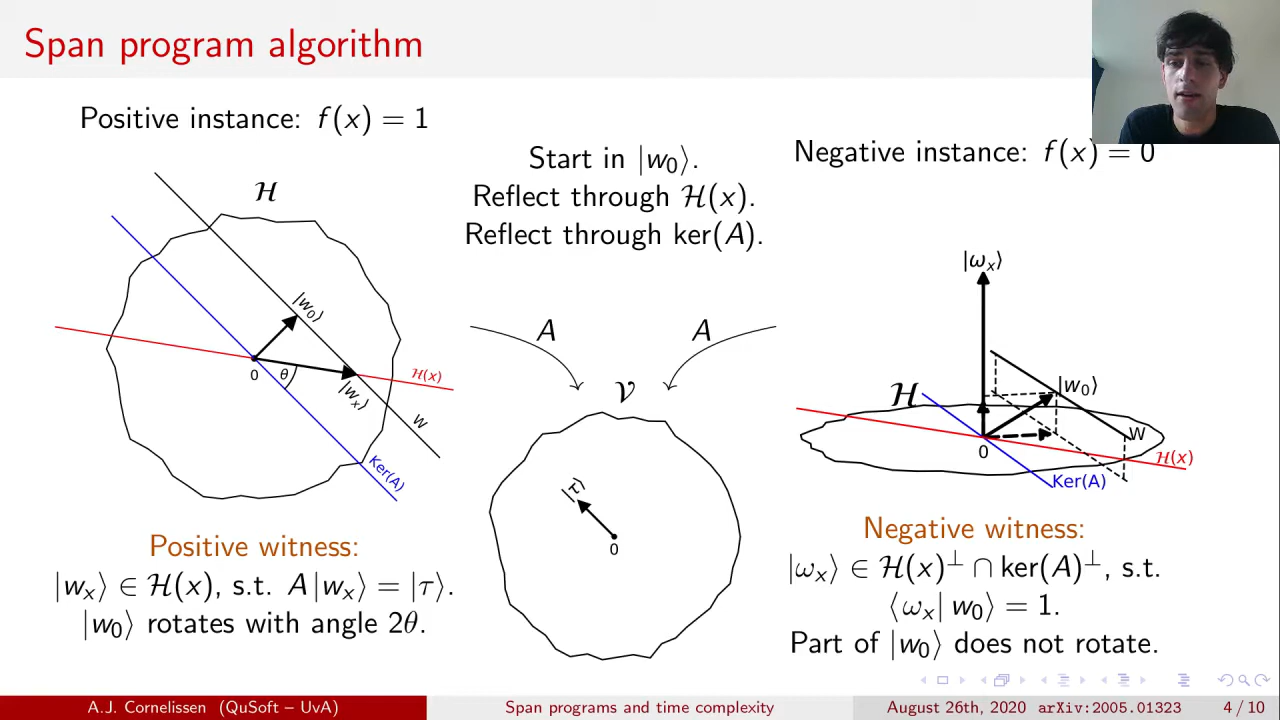 Span program algorithm
Positive instance: f(x) = 1
Start in |w₀⟩.
Reflect through ℋ(x).
Reflect through ker(A).
Negative instance: f(x) = 0
ℋ
|w₀⟩
0
θ
|wₓ⟩
ℋ(x)
W
Ker(A)
A
A
𝒱
|τ⟩
0
|ωₓ⟩
ℋ
|w₀⟩
W
0
ℋ(x)
Ker(A)
Positive witness:
|wₓ⟩ ∈ ℋ(x), s.t. A|wₓ⟩ = |τ⟩.
|w₀⟩ rotates with angle 2θ.
Negative witness:
|ωₓ⟩ ∈ ℋ(x)^⊥ ∩ ker(A)^⊥, s.t.
⟨ωₓ| w₀⟩ = 1.
Part of |w₀⟩ does not rotate.
A.J. Cornelissen (QuSoft – UvA)
Span programs and time complexity
August 26th, 2020 arXiv:2005.01323 4 / 10